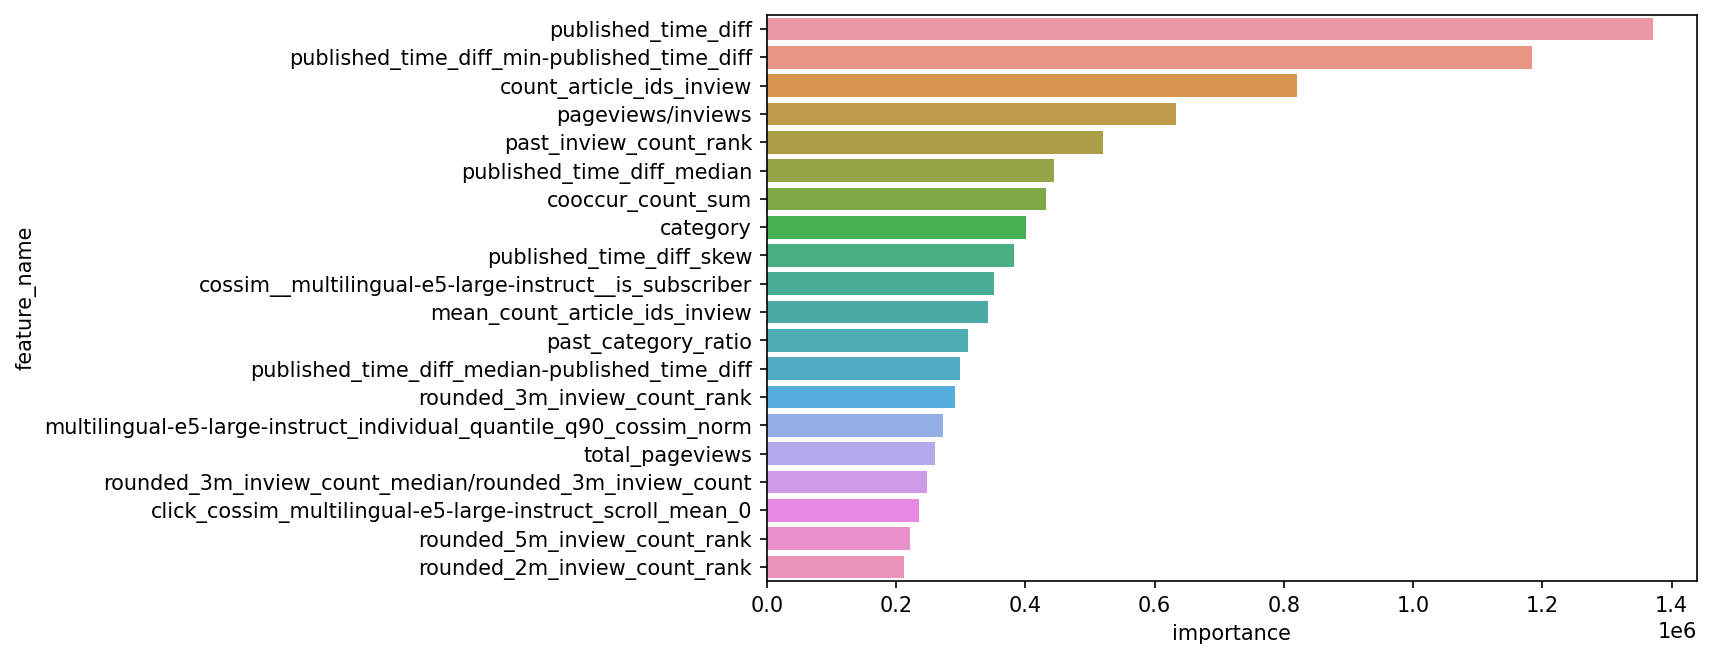 published_time_diff
published_time_diff_min-published_time_diff
count_article_ids_inview
pageviews/inviews
past_inview_count_rank
published_time_diff_median
cooccur_count_sum
category
published_time_diff_skew
cossim__multilingual-e5-large-instruct__is_subscriber
mean_count_article_ids_inview
past_category_ratio
published_time_diff_median-published_time_diff
rounded_3m_inview_count_rank
multilingual-e5-large-instruct_individual_quantile_q90_cossim_norm
total_pageviews
rounded_3m_inview_count_median/rounded_3m_inview_count
click_cossim_multilingual-e5-large-instruct_scroll_mean_0
rounded_5m_inview_count_rank
rounded_2m_inview_count_rank
feature_name
0.0 0.2 0.4 0.6 0.8 1.0 1.2 1.4
1e6
importance